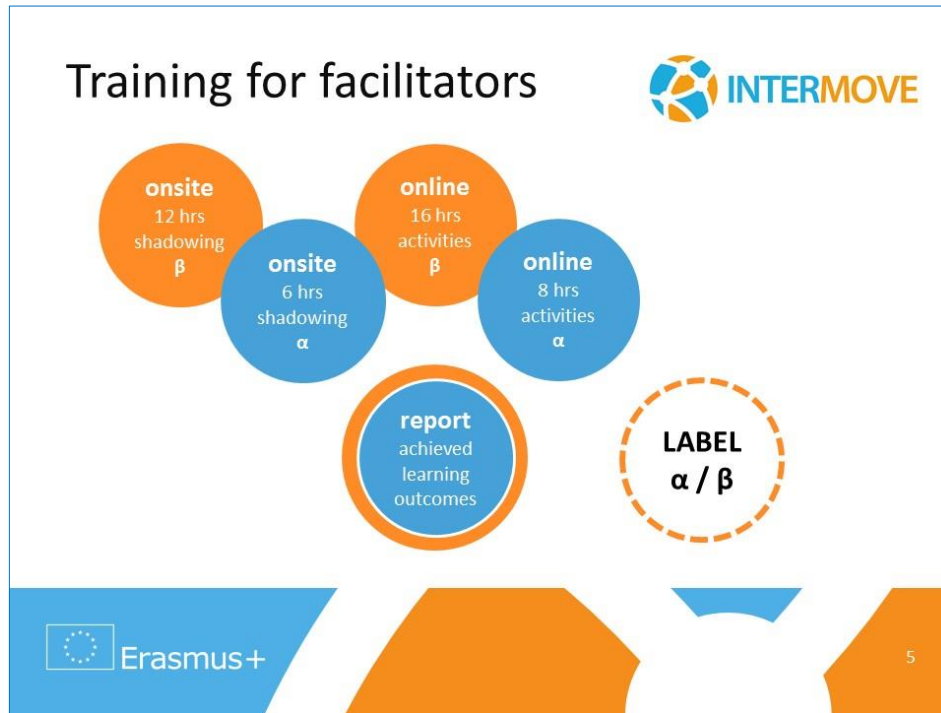 Training for facilitators
INTERMOVE
onsite
12 hrs
shadowing
β
onsite
6 hrs
shadowing
α
online
16 hrs
activities
β
online
8 hrs
activities
α
report
achieved
learning
outcomes
LABEL
α / β
Erasmus+
5